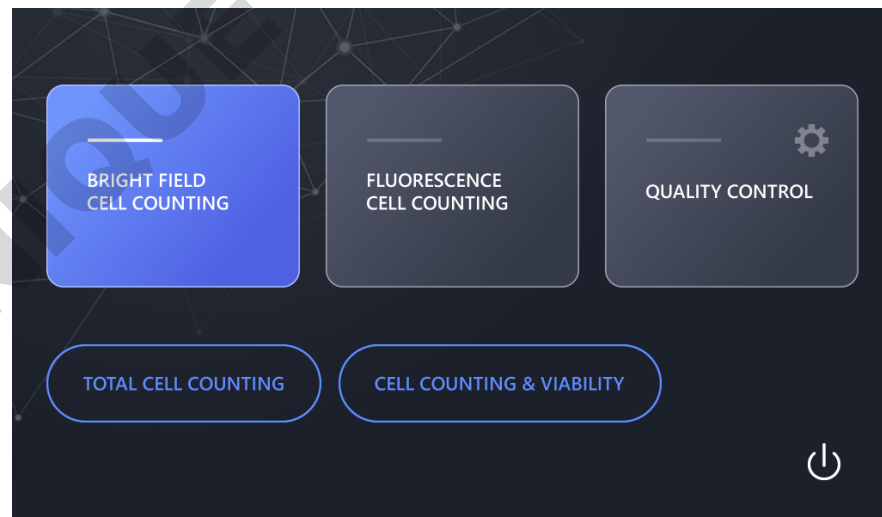 BRIGHT FIELD
CELL COUNTING
FLUORESCENCE
CELL COUNTING
QUALITY CONTROL
TOTAL CELL COUNTING
CELL COUNTING & VIABILITY